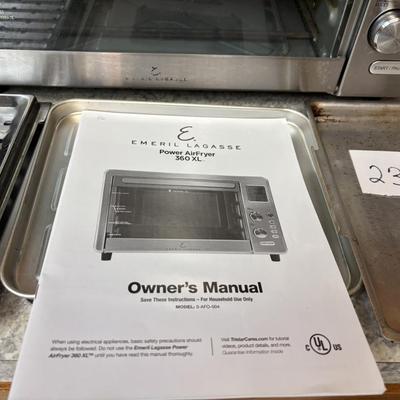 EMERIL LAGASSE
START/PAU
E.
EMERIL LAGASSE
Power AirFryer
360 XL
Owner's Manual
Save These Instructions – For Household Use Only
MODEL: S-AFO-004
When using electrical appliances, basic safety precautions should
always be followed. Do not use the Emeril Lagasse Power
AirFryer 360 XL™ until you have read this manual thoroughly.
Visit TristarCares.com for tutorial
videos, product details, and more.
Guarantee Information Inside
C UL US
23